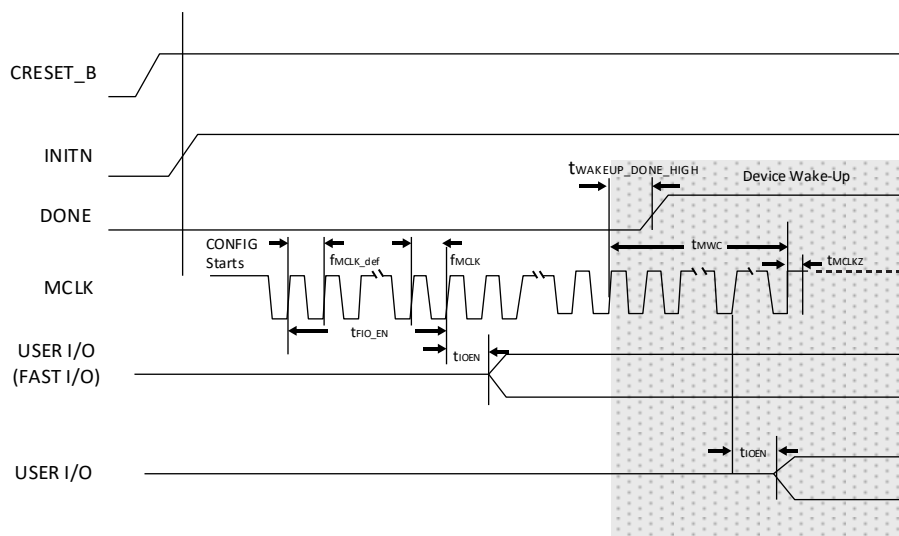 CRESET_B
INITN
tWAKEUP_DONE_HIGH
Device Wake-Up
DONE
CONFIG
Starts
fMCLK_def
fMCLK
tMWC
tMCLKZ
MCLK
tFIO_EN
USER I/O
(FAST I/O)
tIOEN
tIOEN
USER I/O